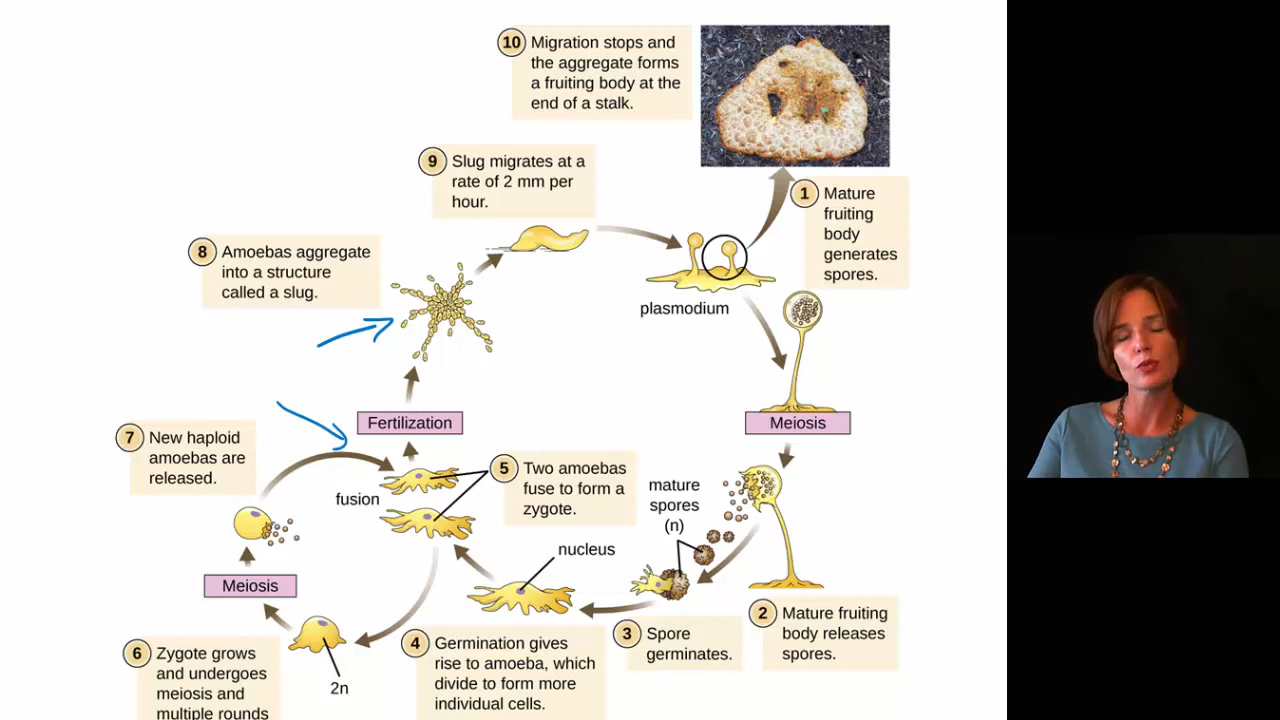 10 Migration stops and
the aggregate forms
a fruiting body at the
end of a stalk.
9 Slug migrates at a
rate of 2 mm per
hour.
1 Mature
fruiting
body
generates
spores.
8 Amoebas aggregate
into a structure
called a slug.
plasmodium
Fertilization
Meiosis
7 New haploid
amoebas are
released.
fusion
5 Two amoebas
fuse to form a
zygote.
mature
spores
(n)
nucleus
Meiosis
2 Mature fruiting
body releases
spores.
3 Spore
germinates.
4 Germination gives
rise to amoeba, which
divide to form more
individual cells.
6 Zygote grows
and undergoes
meiosis and
multiple rounds
2n